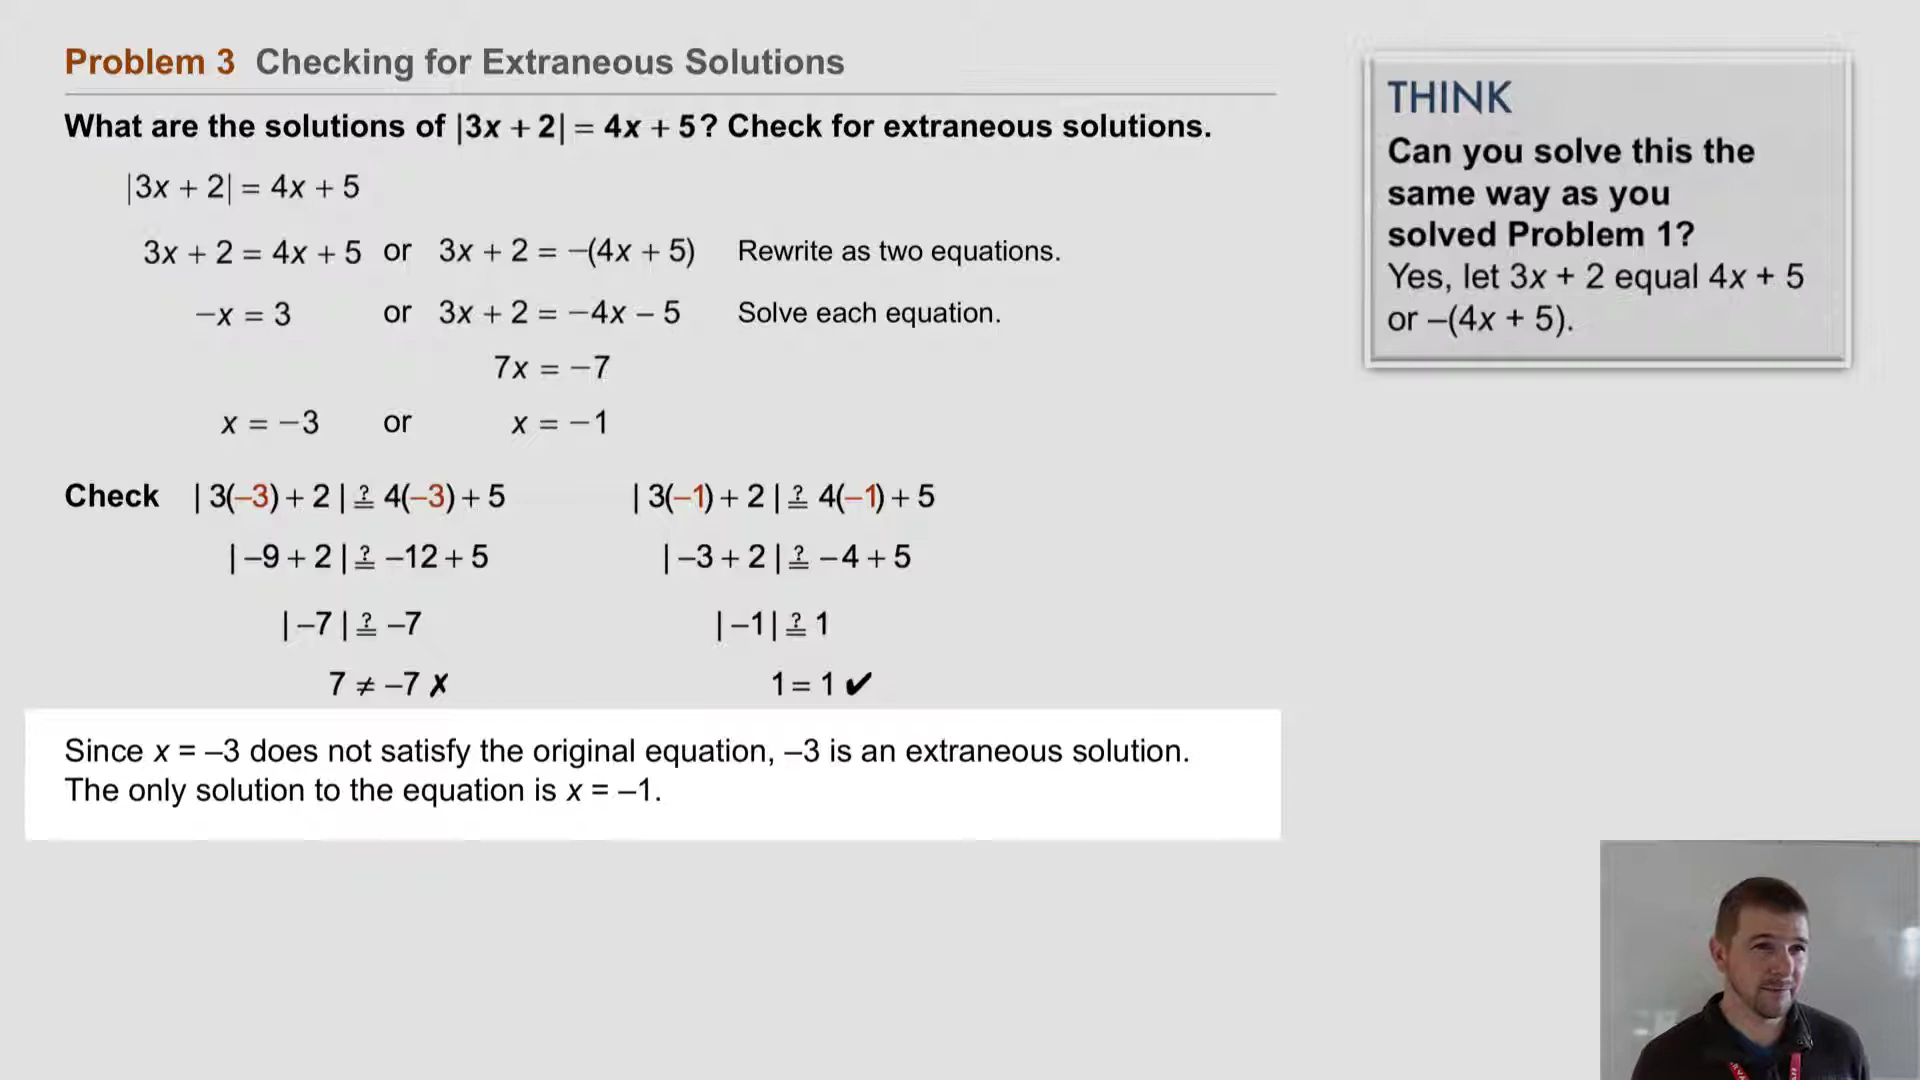 Problem 3 Checking for Extraneous Solutions
What are the solutions of |3x + 2| = 4x + 5? Check for extraneous solutions.
|3x + 2| = 4x + 5
3x + 2 = 4x + 5 or 3x + 2 = –(4x + 5) Rewrite as two equations.
–x = 3 or 3x + 2 = –4x – 5 Solve each equation.
7x = –7
x = –3 or x = –1
Check | 3(–3) + 2 | ≟ 4(–3) + 5 | 3(–1) + 2 | ≟ 4(–1) + 5
| –9 + 2 | ≟ –12 + 5 | –3 + 2 | ≟ –4 + 5
| –7 | ≟ –7 | –1 | ≟ 1
7 ≠ –7 ✗ 1 = 1 ✔
Since x = –3 does not satisfy the original equation, –3 is an extraneous solution.
The only solution to the equation is x = –1.
THINK
Can you solve this the
same way as you
solved Problem 1?
Yes, let 3x + 2 equal 4x + 5
or –(4x + 5).